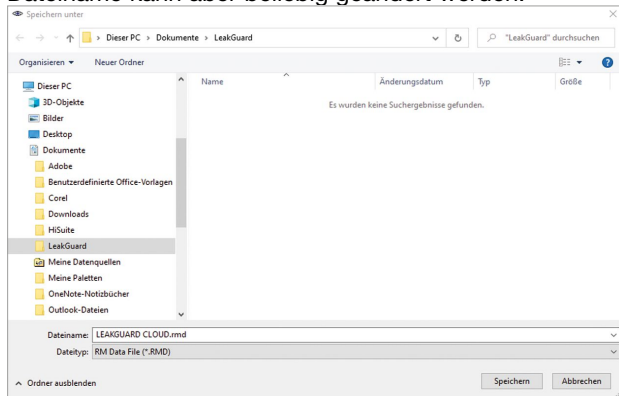 Dateiname kann aber beliebig geändert werden.
Speichern unter
Dieser PC > Dokumente > LeakGuard
"LeakGuard" durchsuchen
Organisieren Neuer Ordner
Name Änderungsdatum Typ Größe
Es wurden keine Suchergebnisse gefunden.
Dieser PC
3D-Objekte
Bilder
Desktop
Dokumente
Adobe
Benutzerdefinierte Office-Vorlagen
Corel
Downloads
HiSuite
LeakGuard
Meine Datenquellen
Meine Paletten
OneNote-Notizbücher
Outlook-Dateien
Dateiname: LEAKGUARD CLOUD.rmd
Dateityp: RM Data File (*.RMD)
Ordner ausblenden
Speichern Abbrechen